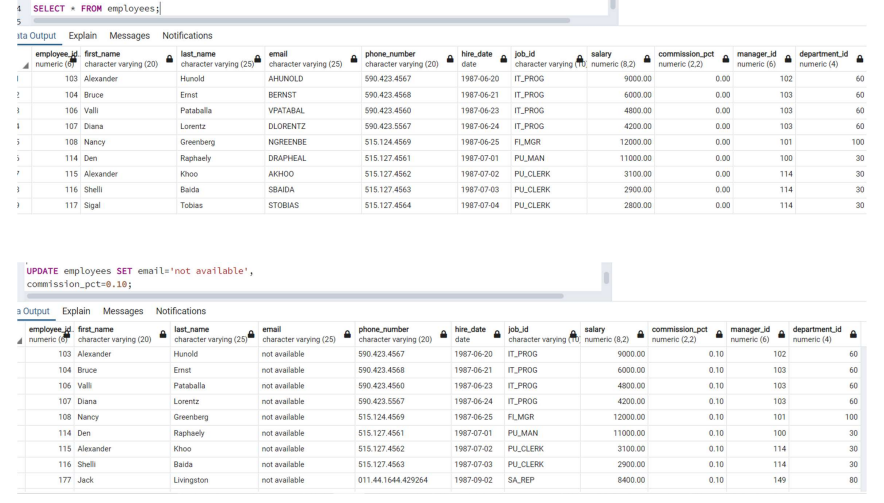 4 SELECT * FROM employees;
5
ata Output Explain Messages Notifications
employee_id first_name last_name email phone_number hire_date job_id salary commission_pct manager_id department_id
numeric (6) character varying (20) character varying (25) character varying (25) character varying (20) date character varying (10 numeric (8,2) numeric (2,2) numeric (6) numeric (4)
103 Alexander Hunold AHUNOLD 590.423.4567 1987-06-20 IT_PROG 9000.00 0.00 102 60
2 104 Bruce Ernst BERNST 590.423.4568 1987-06-21 IT_PROG 6000.00 0.00 103 60
3 106 Valli Pataballa VPATABAL 590.423.4560 1987-06-23 IT_PROG 4800.00 0.00 103 60
4 107 Diana Lorentz DLORENTZ 590.423.5567 1987-06-24 IT_PROG 4200.00 0.00 103 60
5 108 Nancy Greenberg NGREENBE 515.124.4569 1987-06-25 FI_MGR 12000.00 0.00 101 100
114 Den Raphaely DRAPHEAL 515.127.4561 1987-07-01 PU_MAN 11000.00 0.00 100 30
7 115 Alexander Khoo AKHOO 515.127.4562 1987-07-02 PU_CLERK 3100.00 0.00 114 30
116 Shelli Baida SBAIDA 515.127.4563 1987-07-03 PU_CLERK 2900.00 0.00 114 30
117 Sigal Tobias STOBIAS 515.127.4564 1987-07-04 PU_CLERK 2800.00 0.00 114 30
UPDATE employees SET email='not available',
commission_pct=0.10;
a Output Explain Messages Notifications
employee_id first_name last_name email phone_number hire_date job_id salary commission_pct manager_id department_id
numeric (6) character varying (20) character varying (25) character varying (25) character varying (20) date character varying (10 numeric (8,2) numeric (2,2) numeric (6) numeric (4)
103 Alexander Hunold not available 590.423.4567 1987-06-20 IT_PROG 9000.00 0.10 102 60
104 Bruce Ernst not available 590.423.4568 1987-06-21 IT_PROG 6000.00 0.10 103 60
106 Valli Pataballa not available 590.423.4560 1987-06-23 IT_PROG 4800.00 0.10 103 60
107 Diana Lorentz not available 590.423.5567 1987-06-24 IT_PROG 4200.00 0.10 103 60
108 Nancy Greenberg not available 515.124.4569 1987-06-25 FI_MGR 12000.00 0.10 101 100
114 Den Raphaely not available 515.127.4561 1987-07-01 PU_MAN 11000.00 0.10 100 30
115 Alexander Khoo not available 515.127.4562 1987-07-02 PU_CLERK 3100.00 0.10 114 30
116 Shelli Baida not available 515.127.4563 1987-07-03 PU_CLERK 2900.00 0.10 114 30
177 Jack Livingston not available 011.44.1644.429264 1987-09-02 SA_REP 8400.00 0.10 149 80